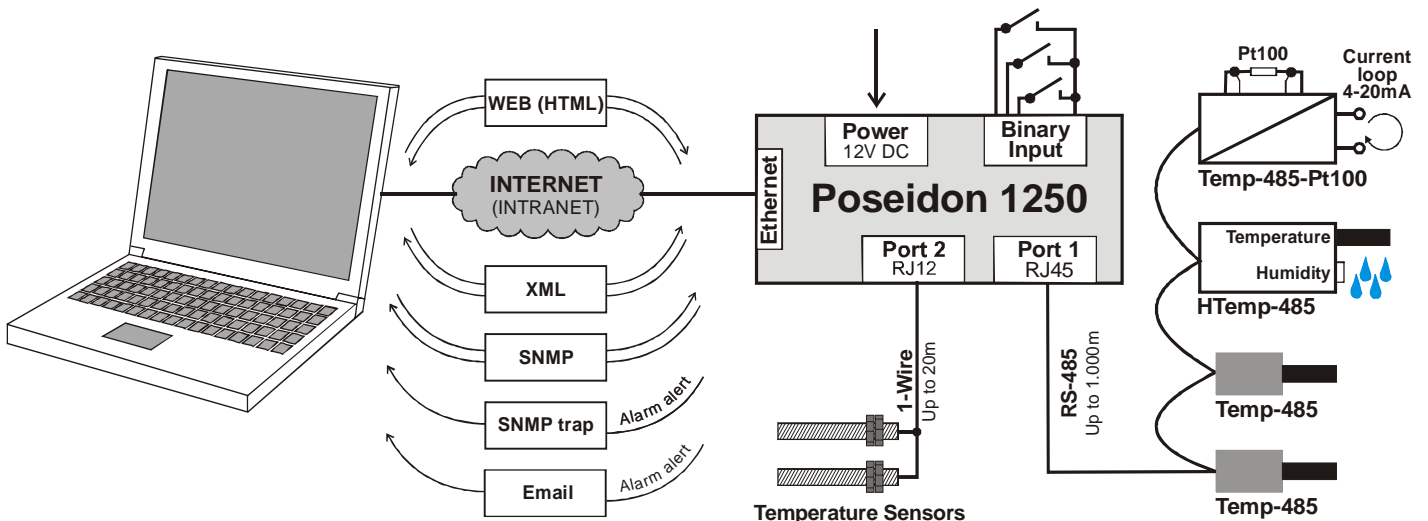 WEB (HTML)
INTERNET
(INTRANET)
XML
SNMP
SNMP trap
Alarm alert
Email
Alarm alert
Power
12V DC
Binary
Input
Ethernet
Poseidon 1250
Port 2
RJ12
Port 1
RJ45
1-Wire
Up to 20m
RS-485
Up to 1.000m
Temperature Sensors
Pt100
Current
loop
4-20mA
Temp-485-Pt100
Temperature
Humidity
HTemp-485
Temp-485
Temp-485